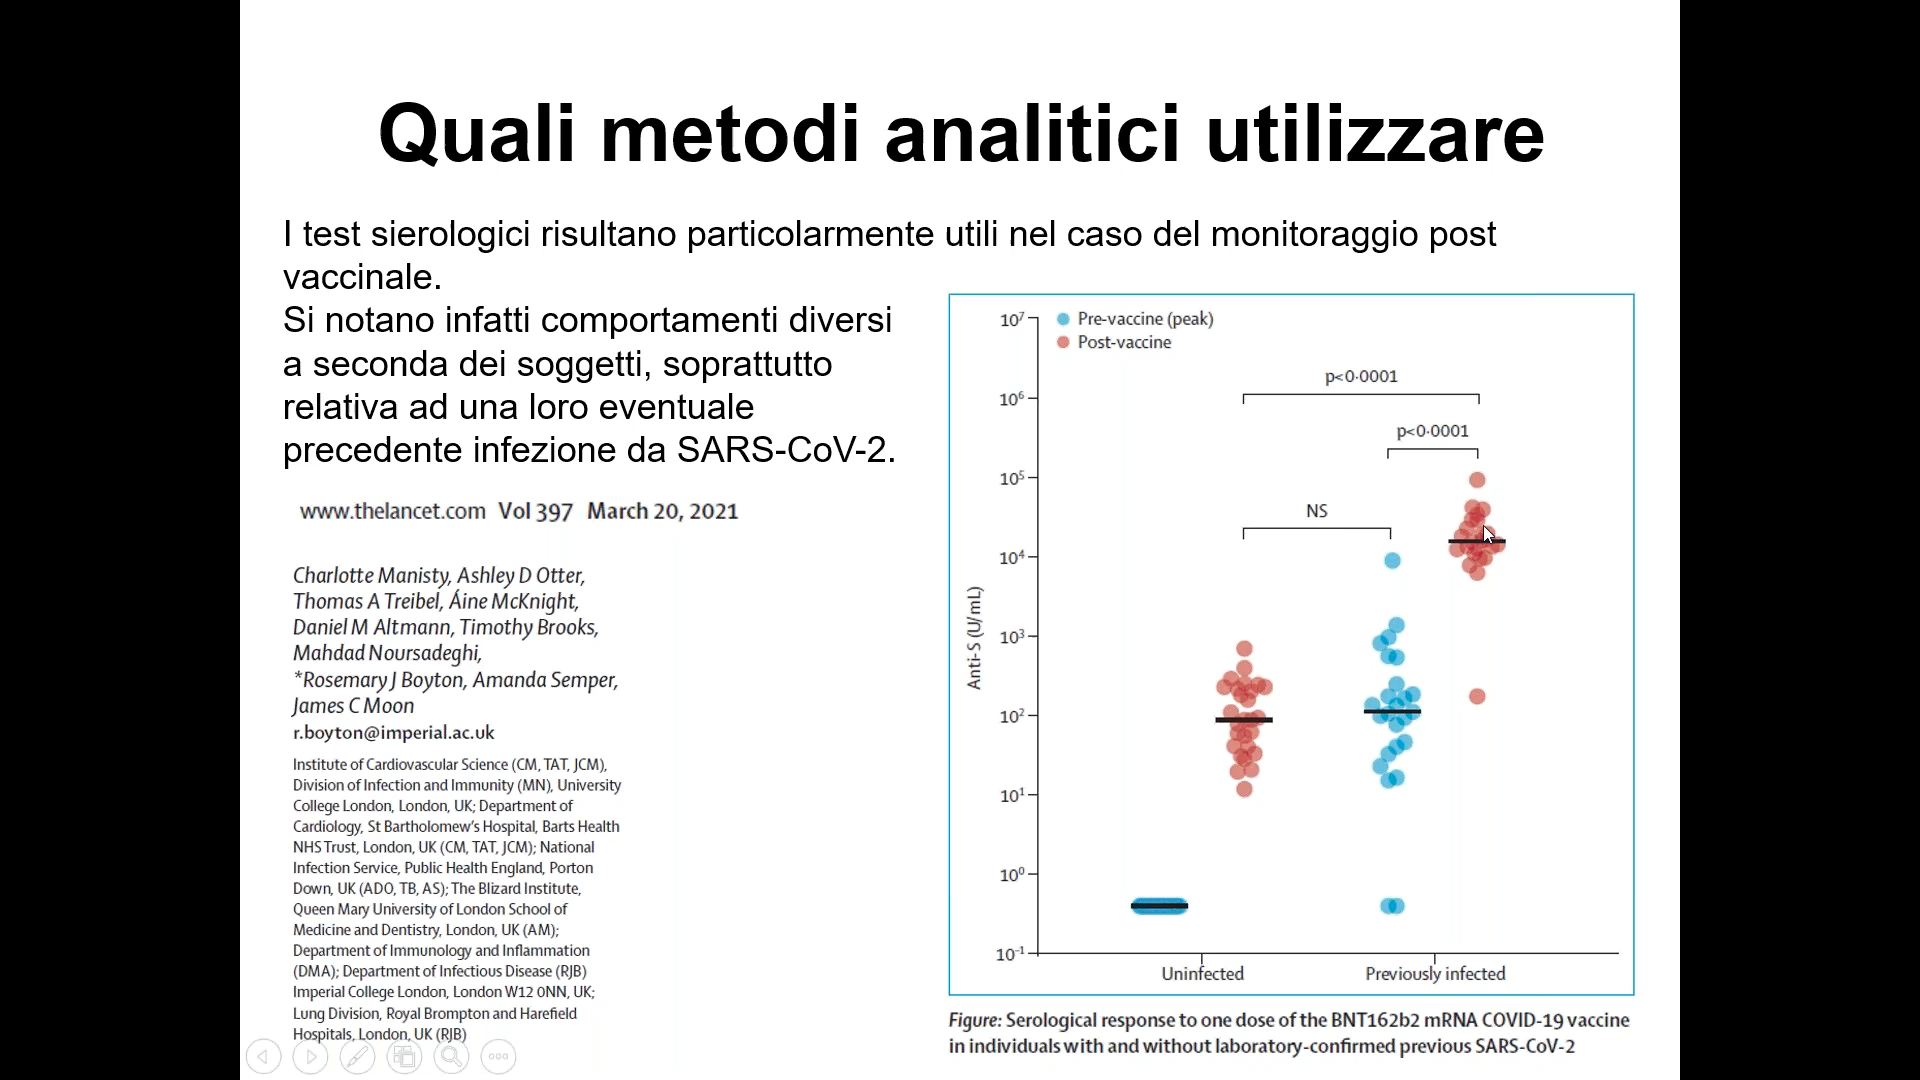 Quali metodi analitici utilizzare
I test sierologici risultano particolarmente utili nel caso del monitoraggio post
vaccinale.
Si notano infatti comportamenti diversi
a seconda dei soggetti, soprattutto
relativa ad una loro eventuale
precedente infezione da SARS-CoV-2.
www.thelancet.com Vol 397 March 20, 2021
Charlotte Manisty, Ashley D Otter,
Thomas A Treibel, Áine McKnight,
Daniel M Altmann, Timothy Brooks,
Mahdad Noursadeghi,
*Rosemary J Boyton, Amanda Semper,
James C Moon
r.boyton@imperial.ac.uk
Institute of Cardiovascular Science (CM, TAT, JCM),
Division of Infection and Immunity (MN), University
College London, London, UK; Department of
Cardiology, St Bartholomew's Hospital, Barts Health
NHS Trust, London, UK (CM, TAT, JCM); National
Infection Service, Public Health England, Porton
Down, UK (ADO, TB, AS); The Blizard Institute,
Queen Mary University of London School of
Medicine and Dentistry, London, UK (AM);
Department of Immunology and Inflammation
(DMA); Department of Infectious Disease (RJB)
Imperial College London, London W12 0NN, UK;
Lung Division, Royal Brompton and Harefield
Hospitals, London, UK (RJB)
Pre-vaccine (peak)
Post-vaccine
p<0·0001
p<0·0001
NS
Anti-S (U/mL)
10⁷
10⁶
10⁵
10⁴
10³
10²
10¹
10⁰
10⁻¹
Uninfected
Previously infected
Figure: Serological response to one dose of the BNT162b2 mRNA COVID-19 vaccine
in individuals with and without laboratory-confirmed previous SARS-CoV-2